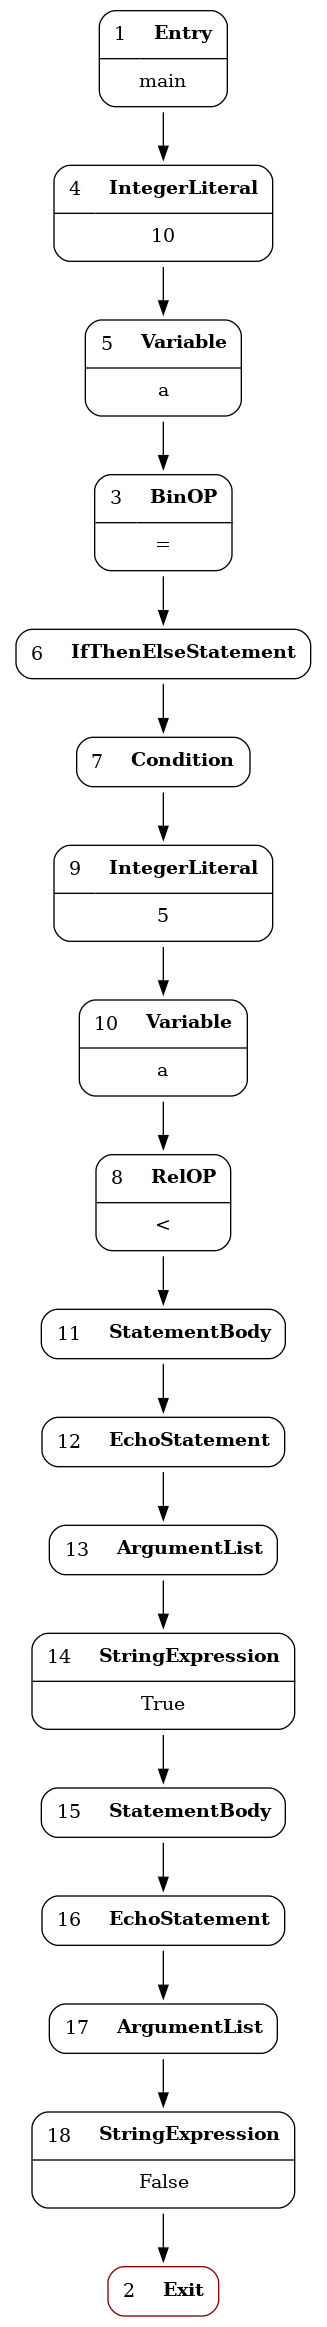 1 Entry
main
4 IntegerLiteral
10
5 Variable
a
3 BinOP
=
6 IfThenElseStatement
7 Condition
9 IntegerLiteral
5
10 Variable
a
8 RelOP
<
11 StatementBody
12 EchoStatement
13 ArgumentList
14 StringExpression
True
15 StatementBody
16 EchoStatement
17 ArgumentList
18 StringExpression
False
2 Exit